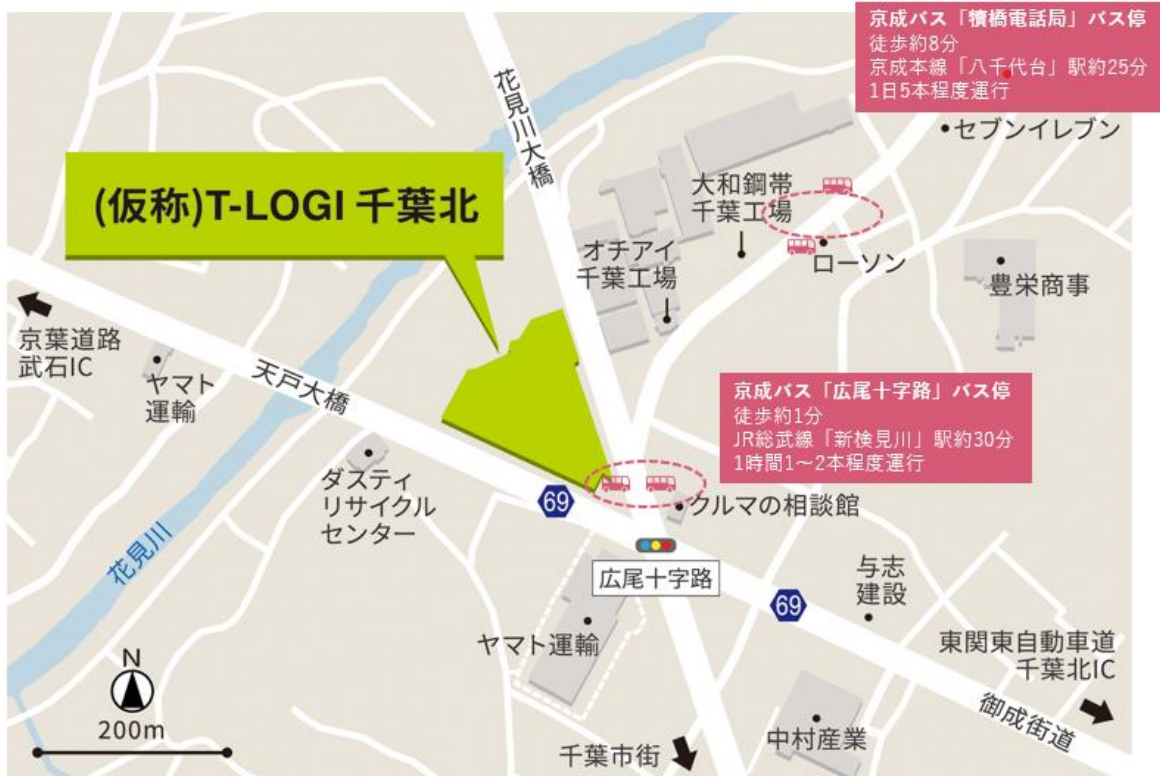 京成バス「犢橋電話局」バス停
徒歩約8分
京成本線「八千代台」駅約25分
1日5本程度運行
セブンイレブン
花見川大橋
(仮称)T-LOGI 千葉北
大和鋼帯
千葉工場
ローソン
オチアイ
千葉工場
豊栄商事
京葉道路
武石IC
ヤマト
運輸
天戸大橋
京成バス「広尾十字路」バス停
徒歩約1分
JR総武線「新検見川」駅約30分
1時間1～2本程度運行
ダスティ
リサイクル
センター
69
クルマの相談館
花見川
広尾十字路
69
与志
建設
ヤマト運輸
東関東自動車道
千葉北IC
N
200m
御成街道
中村産業
千葉市街